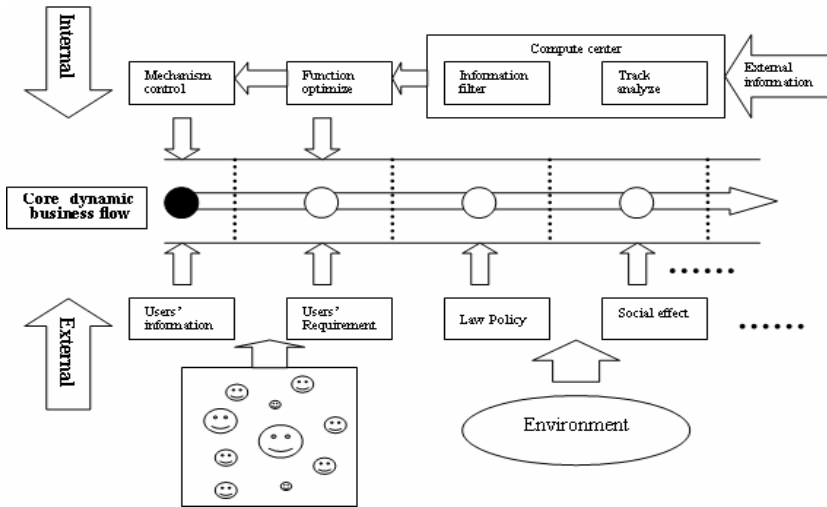 Internal
Compute center
Mechanism
control
Function
optimize
Information
filter
Track
analyze
External
information
Core dynamic
business flow
......
External
Users'
information
Users'
Requirement
Law Policy
Social effect
......
Environment